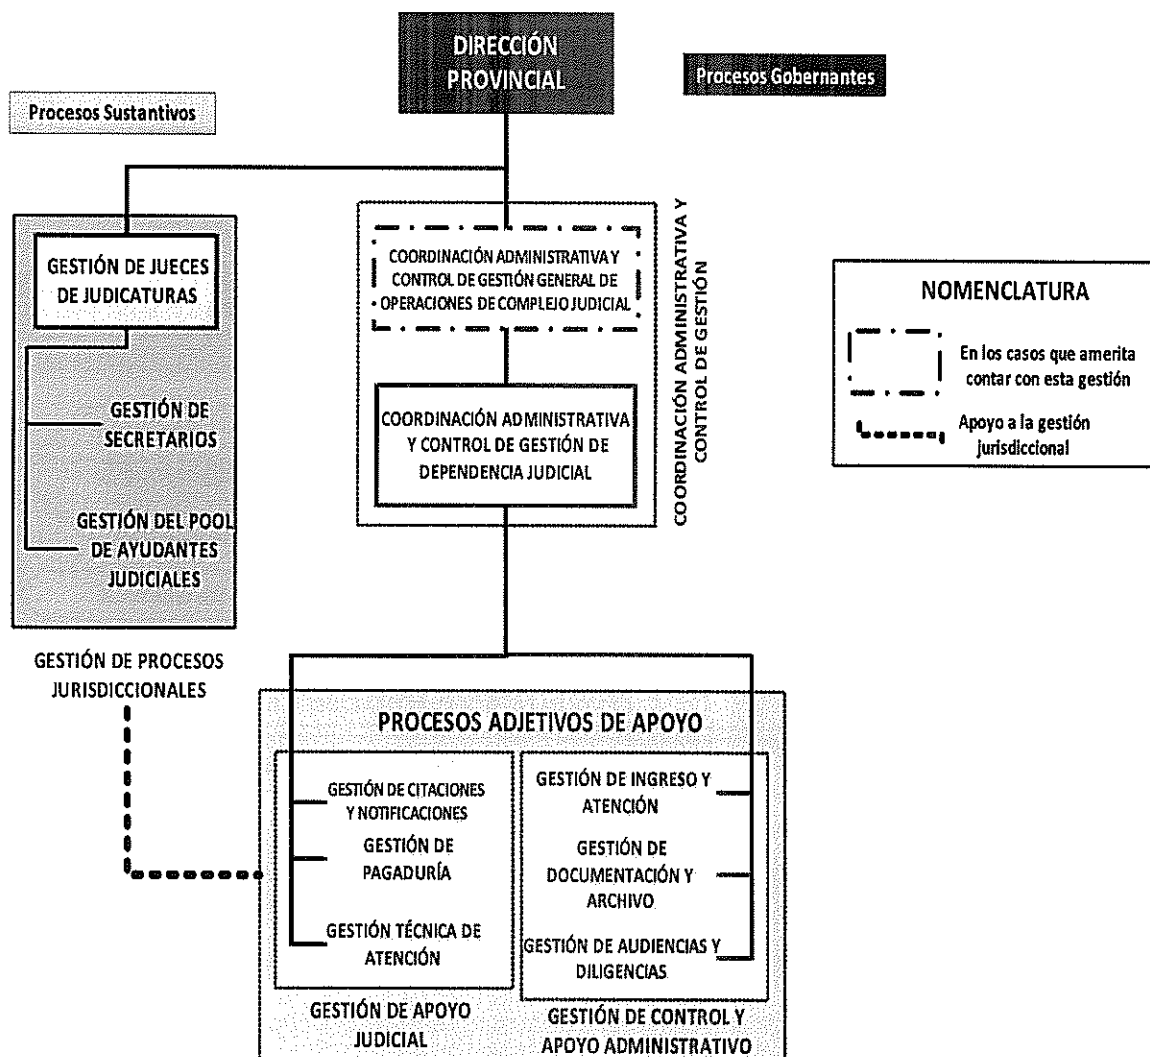 DIRECCIÓN
PROVINCIAL
Procesos Gobernantes
Procesos Sustantivos
GESTIÓN DE JUECES
DE JUDICATURAS
GESTIÓN DE
SECRETARIOS
GESTIÓN DEL POOL
DE AYUDANTES
JUDICIALES
GESTIÓN DE PROCESOS
JURISDICCIONALES
COORDINACIÓN ADMINISTRATIVA Y
CONTROL DE GESTIÓN GENERAL DE
OPERACIONES DE COMPLEJO JUDICIAL
COORDINACIÓN ADMINISTRATIVA
Y CONTROL DE GESTIÓN DE
DEPENDENCIA JUDICIAL
COORDINACIÓN ADMINISTRATIVA Y
CONTROL DE GESTIÓN
NOMENCLATURA
En los casos que amerita
contar con esta gestión
Apoyo a la gestión
jurisdiccional
PROCESOS ADJETIVOS DE APOYO
GESTIÓN DE CITACIONES
Y NOTIFICACIONES
GESTIÓN DE
PAGADURÍA
GESTIÓN TÉCNICA DE
ATENCIÓN
GESTIÓN DE APOYO
JUDICIAL
GESTIÓN DE INGRESO Y
ATENCIÓN
GESTIÓN DE
DOCUMENTACIÓN Y
ARCHIVO
GESTIÓN DE AUDIENCIAS Y
DILIGENCIAS
GESTIÓN DE CONTROL Y
APOYO ADMINISTRATIVO